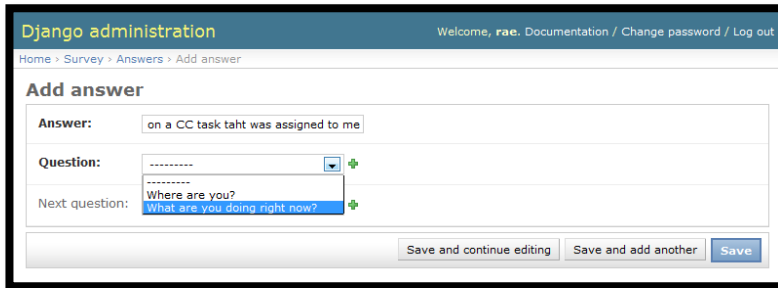 Django administration
Welcome, rae. Documentation / Change password / Log out
Home › Survey › Answers › Add answer
Add answer
Answer: on a CC task taht was assigned to me
Question: ---------
---------
Where are you?
Next question: What are you doing right now?
Save and continue editing Save and add another Save